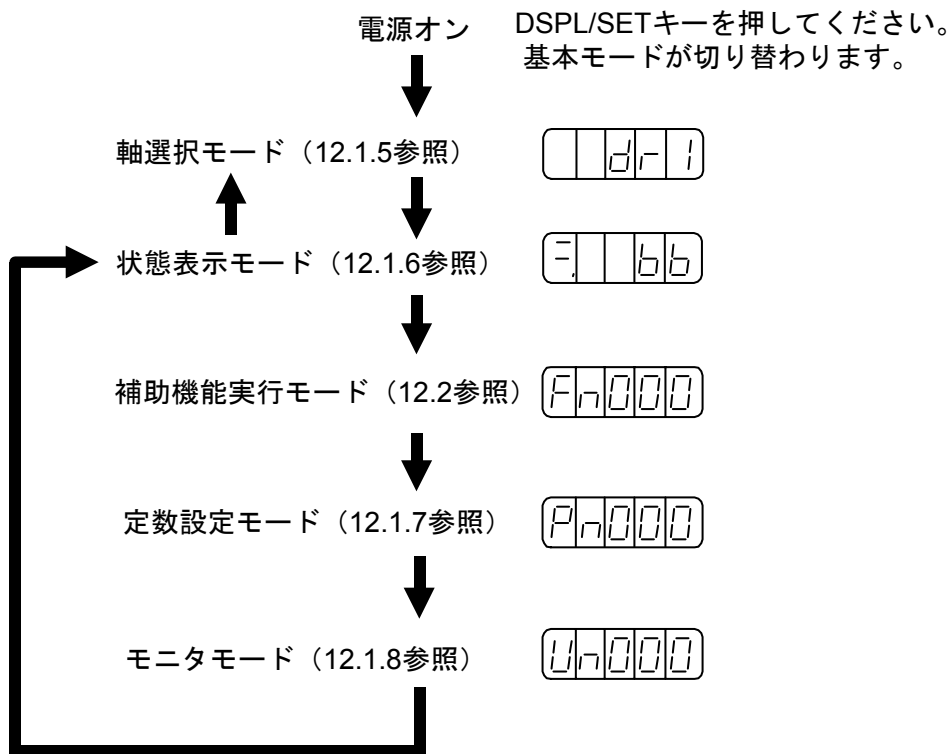 電源オン
DSPL/SETキーを押してください。
基本モードが切り替わります。
軸選択モード（12.1.5参照）
dr1
状態表示モード（12.1.6参照）
bb
補助機能実行モード（12.2参照）
Fn000
定数設定モード（12.1.7参照）
Pn000
モニタモード（12.1.8参照）
Un000